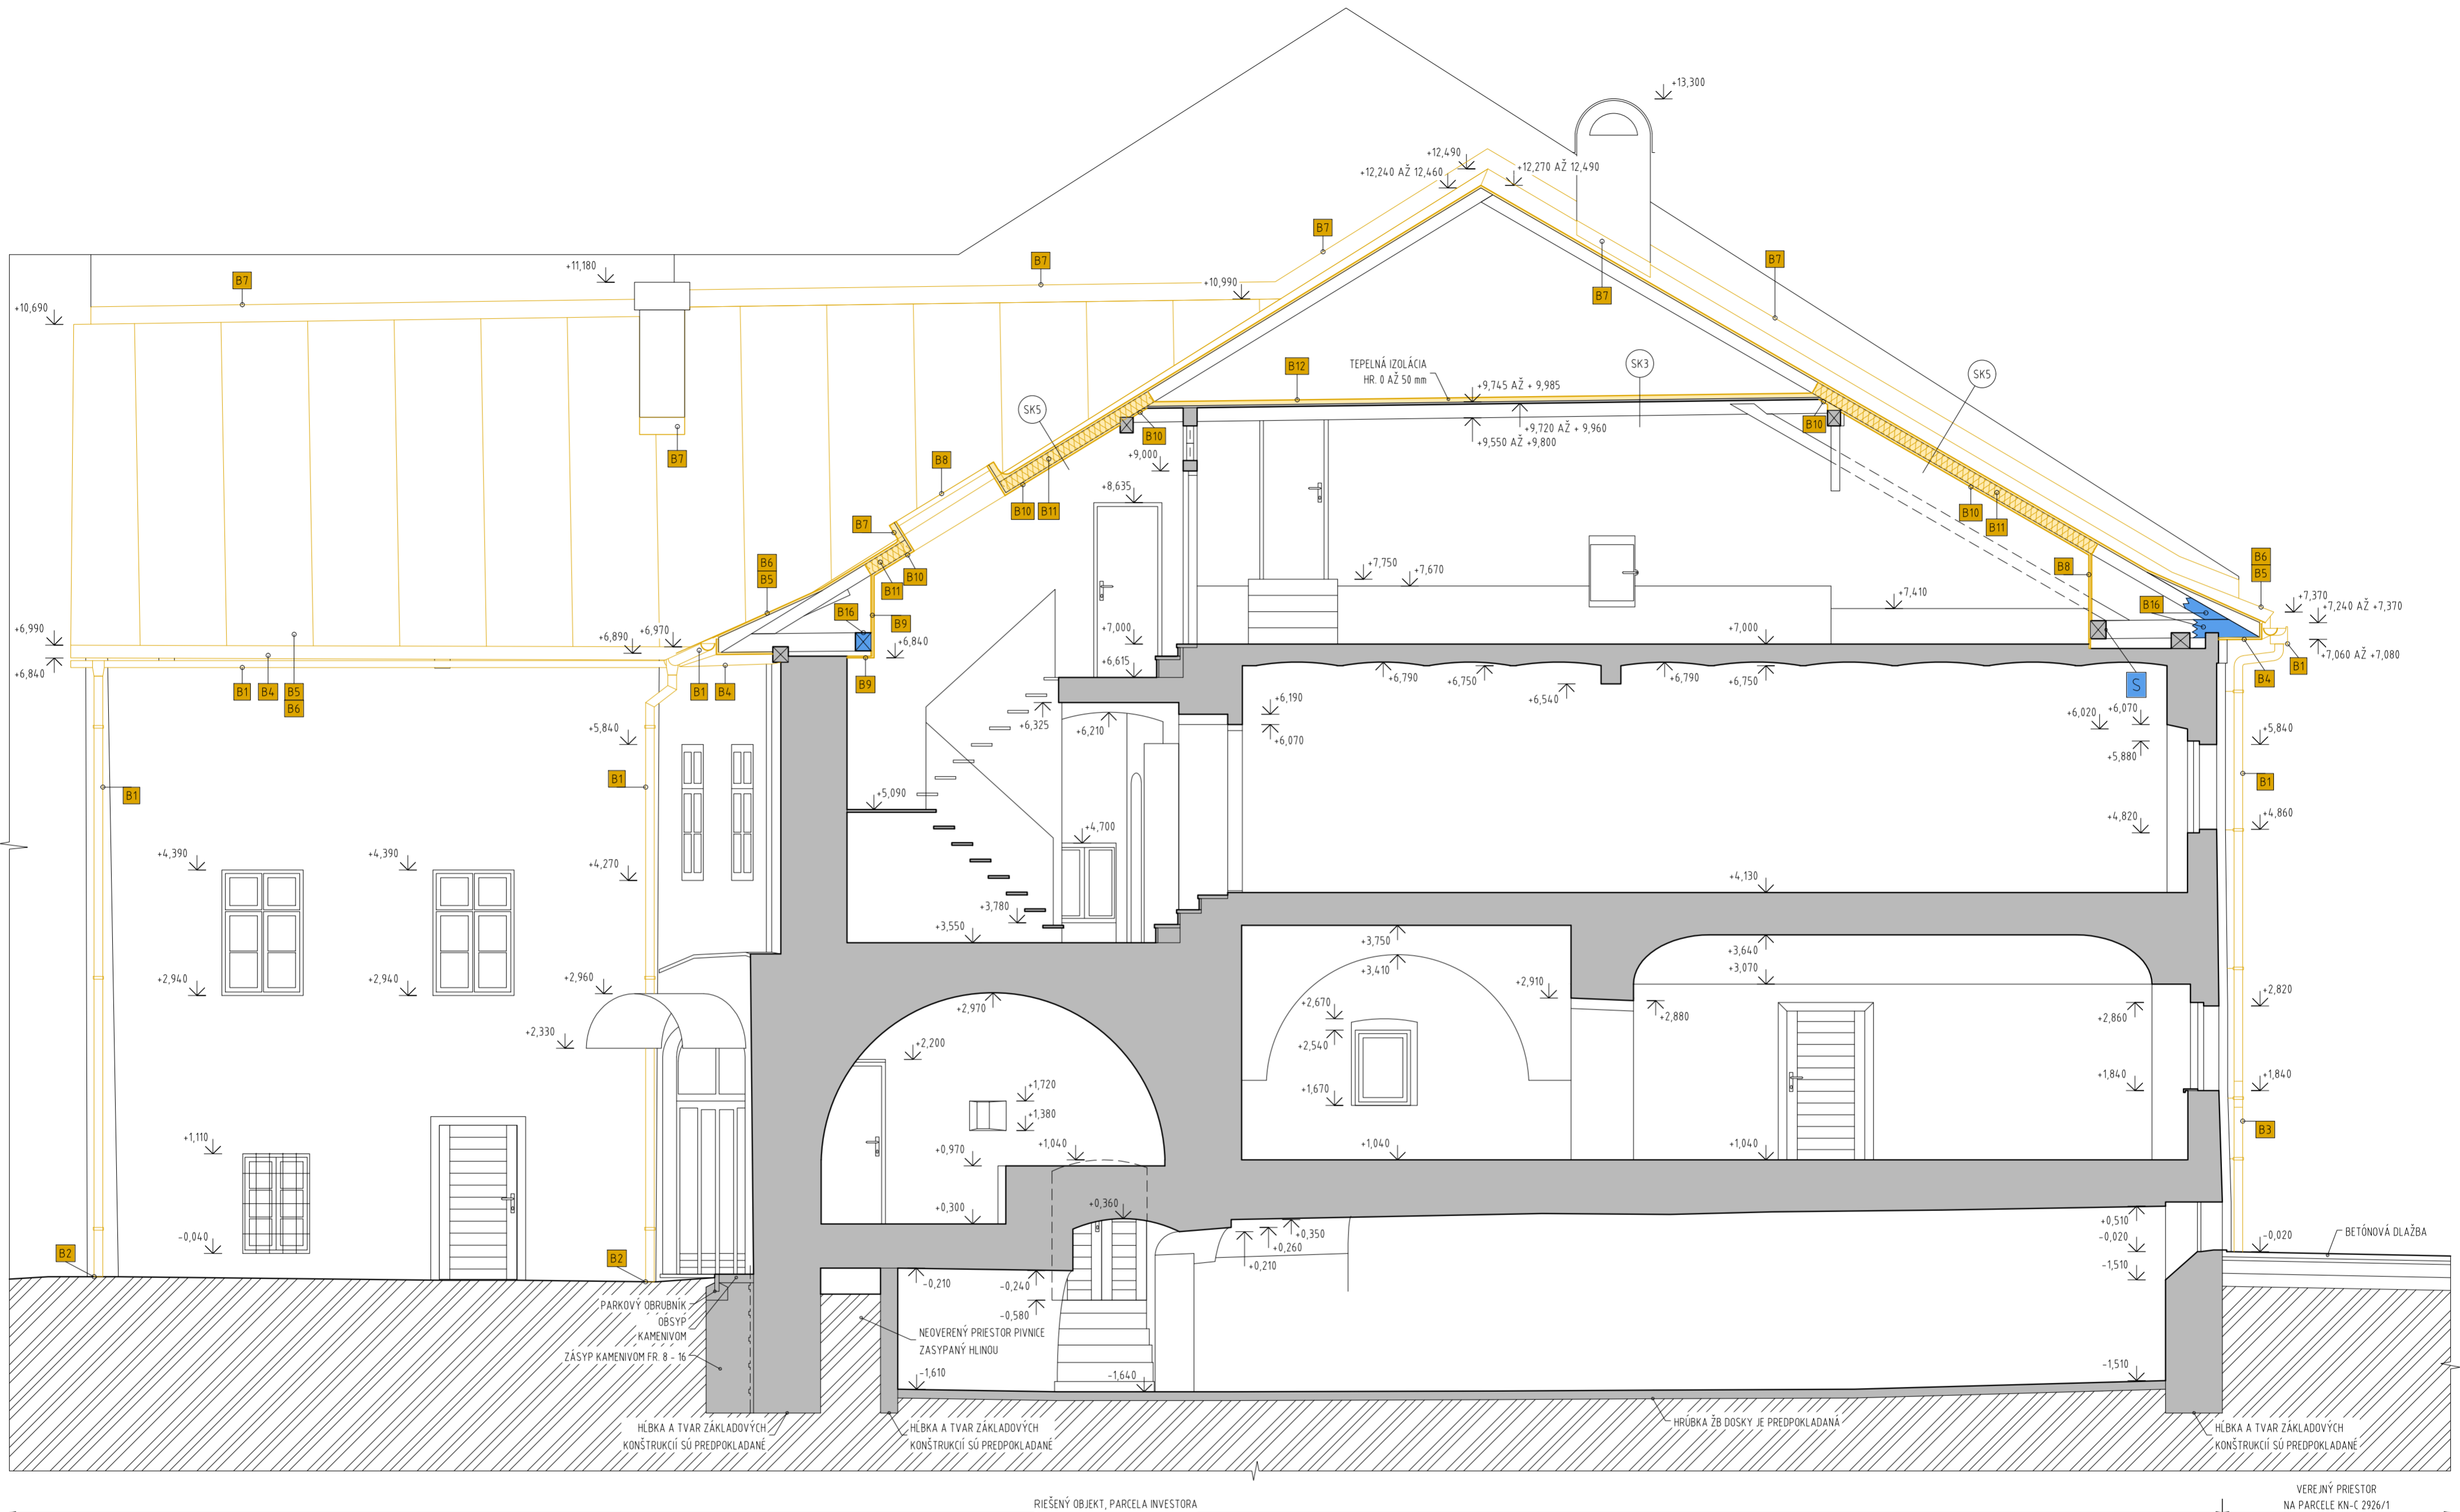 +13,300
+12,490
+12,240 AŽ 12,460
+12,270 AŽ 12,490
B7
B7
B7
B7
+11,180
+10,990
B7
+10,690
TEPELNÁ IZOLÁCIA
HR. 0 AŽ 50 mm
B12
SK3
SK5
SK5
+9,745 AŽ + 9,985
+9,720 AŽ + 9,960
+9,550 AŽ +9,800
B10
B10
B7
B8
+9,000
+8,635
B10
B11
B10
B11
B7
B10
B11
B6
B5
B6
B5
+7,750
+7,670
B8
+7,410
B16
B9
B16
+7,370
+7,240 AŽ +7,370
+6,990
+6,890
+6,970
+6,840
+7,000
+7,000
+7,060 AŽ +7,080
+6,840
+6,615
B1
B4
B5
B6
B1
B4
B9
+6,790
+6,750
+6,540
+6,790
+6,750
S
B4
B1
+6,325
+6,210
+6,190
+6,070
+6,020
+6,070
+5,880
+5,840
+5,840
B1
B1
B1
+5,090
+4,700
+4,820
+4,860
+4,390
+4,390
+4,270
+4,130
+3,780
+3,550
+3,750
+3,410
+3,640
+3,070
+2,940
+2,940
+2,960
+2,970
+2,910
+2,880
+2,670
+2,540
+2,860
+2,820
+2,330
+2,200
+1,720
+1,380
+1,670
+1,840
+1,840
+1,110
+0,970
+1,040
+1,040
+1,040
B3
+0,300
+0,360
+0,350
+0,260
+0,210
+0,510
-0,020
-1,510
-0,020
BETÓNOVÁ DLAŽBA
-0,040
B2
B2
-0,210
-0,240
-0,580
PARKOVÝ OBRUBNÍK
OBSYP
KAMENIVOM
ZÁSYP KAMENIVOM FR. 8 - 16
NEOVERENÝ PRIESTOR PIVNICE
ZASYPANÝ HLINOU
-1,610
-1,640
-1,510
HĹBKA A TVAR ZÁKLADOVÝCH
KONŠTRUKCIÍ SÚ PREDPOKLADANÉ
HĹBKA A TVAR ZÁKLADOVÝCH
KONŠTRUKCIÍ SÚ PREDPOKLADANÉ
HRÚBKA ŽB DOSKY JE PREDPOKLADANÁ
HĹBKA A TVAR ZÁKLADOVÝCH
KONŠTRUKCIÍ SÚ PREDPOKLADANÉ
RIEŠENÝ OBJEKT, PARCELA INVESTORA
VEREJNÝ PRIESTOR
NA PARCELE KN-C 2926/1